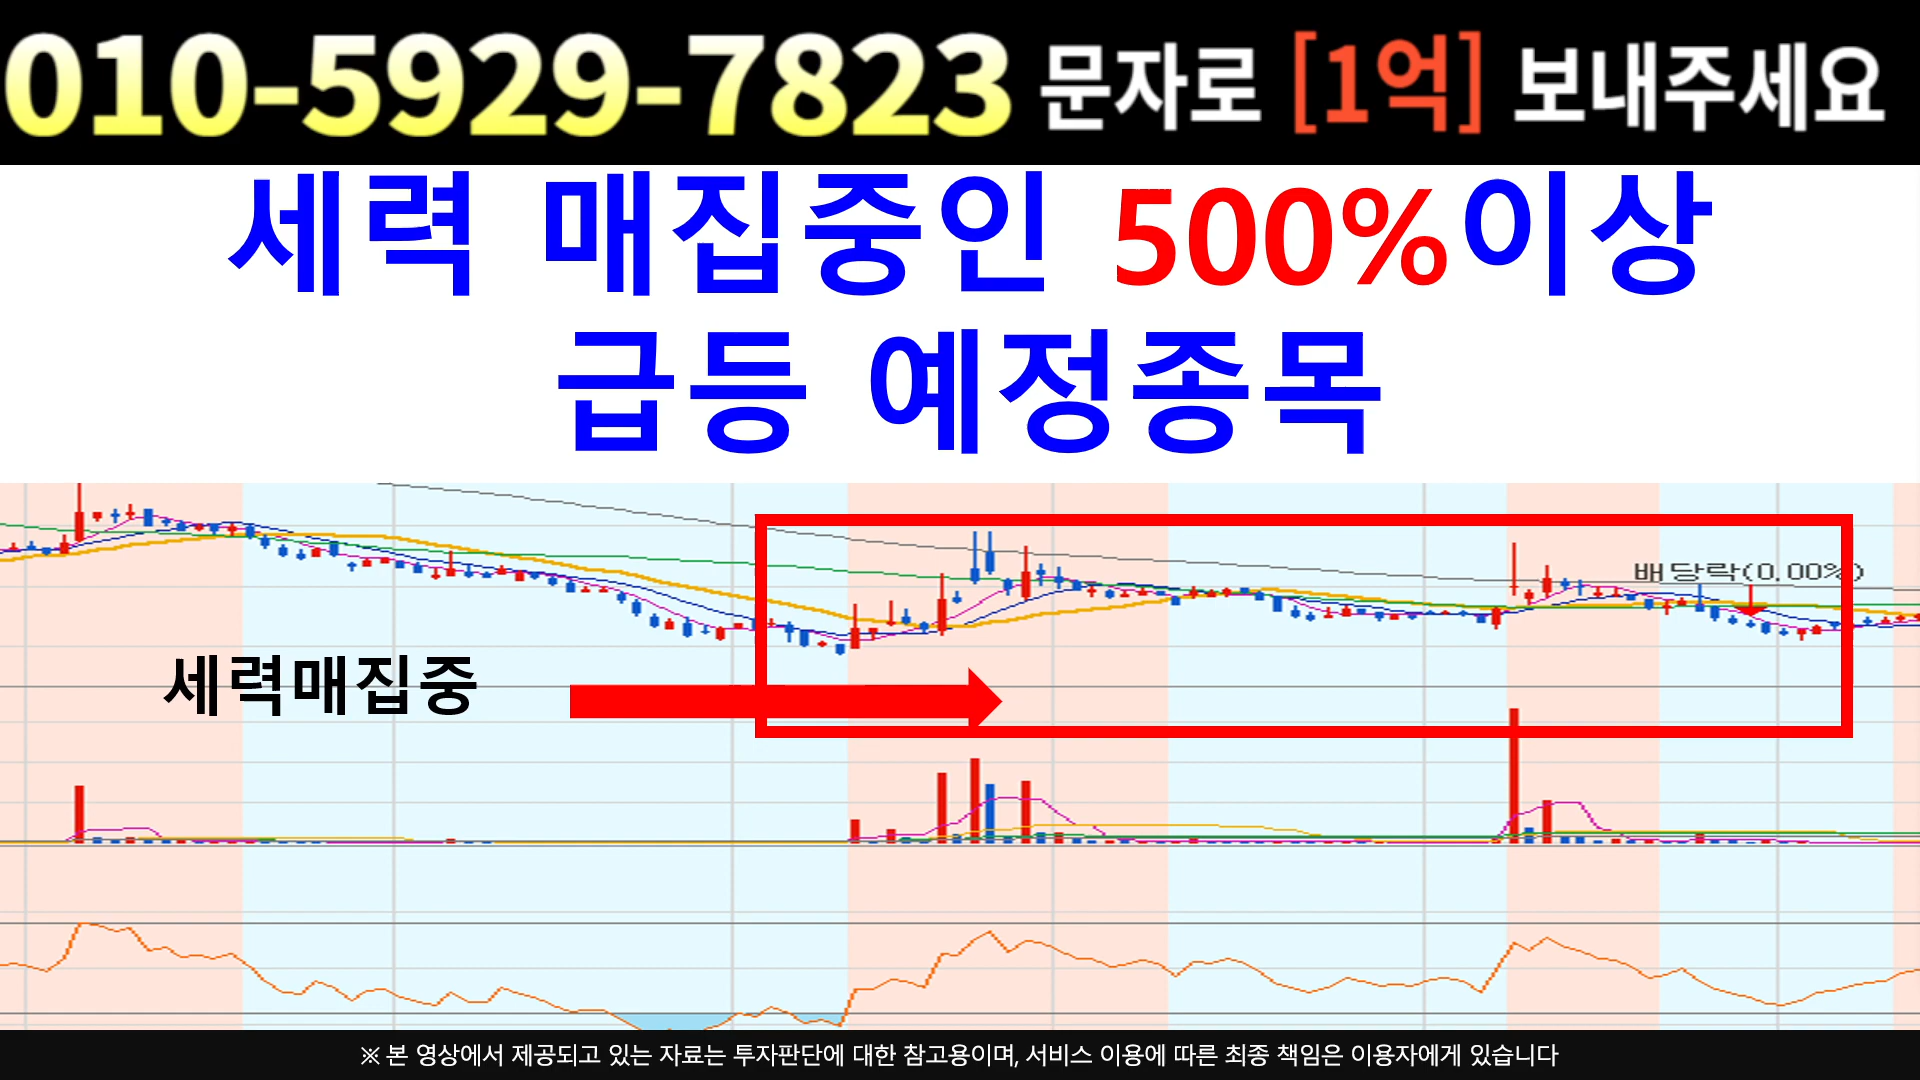 010-5929-7823 문자로 [1억] 보내주세요
세력 매집중인 500%이상
급등 예정종목
배당락(0.00%)
세력매집중
※ 본 영상에서 제공되고 있는 자료는 투자판단에 대한 참고용이며, 서비스 이용에 따른 최종 책임은 이용자에게 있습니다